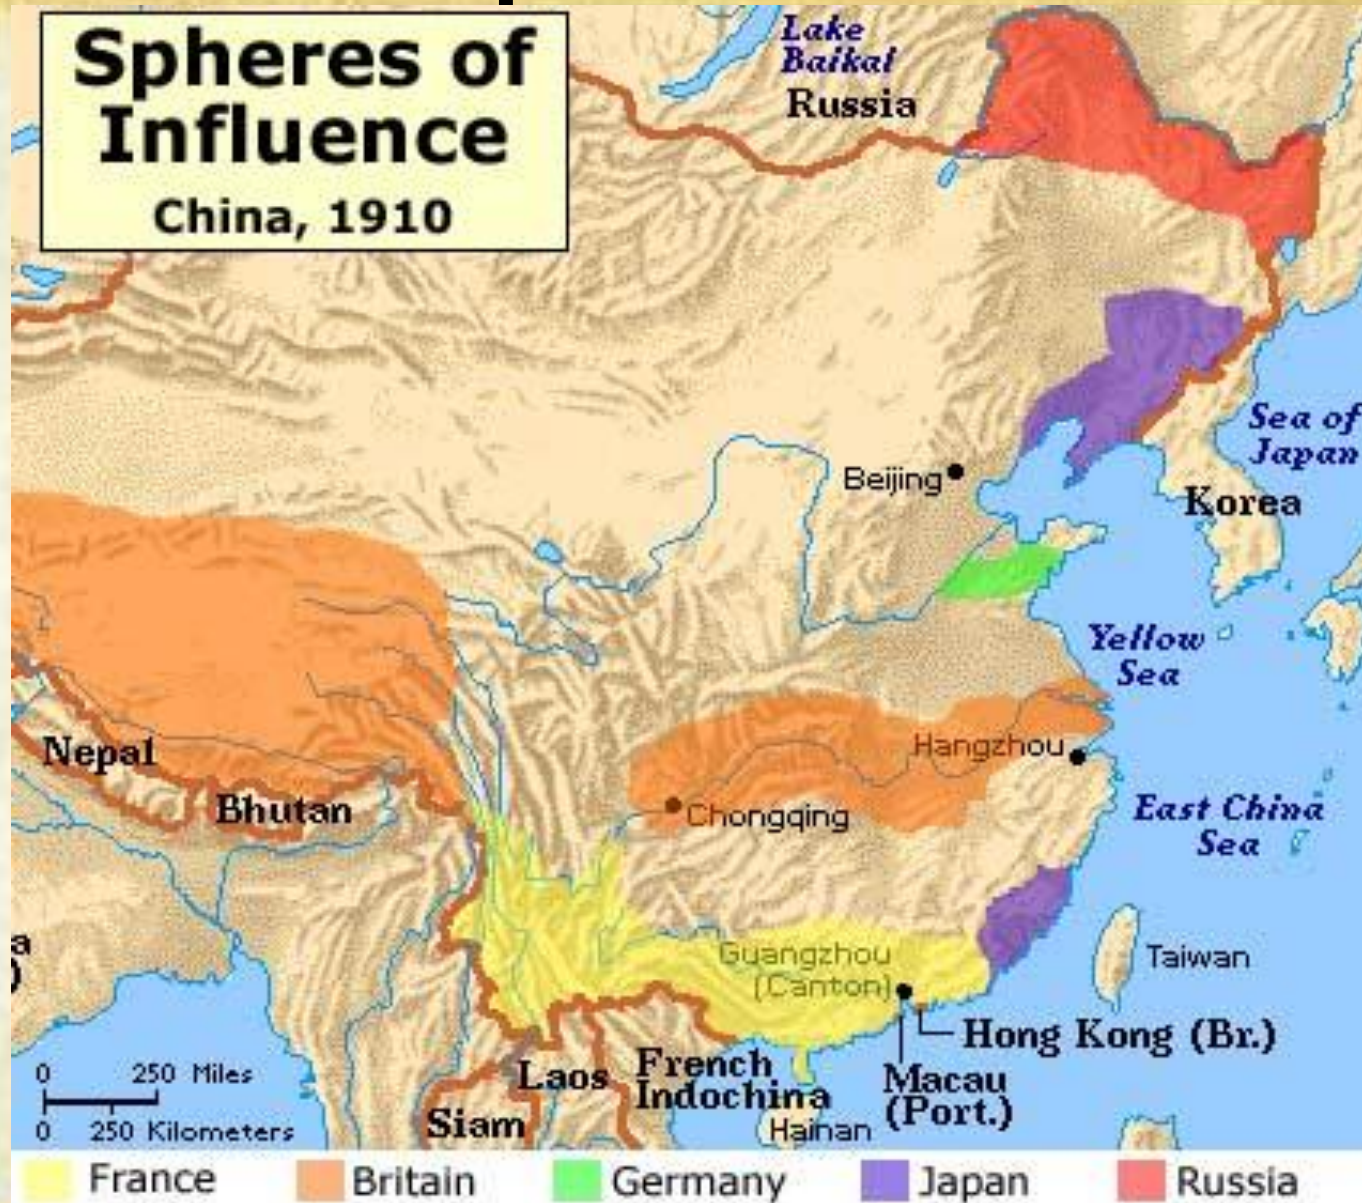 Spheres of
Influence
China, 1910
Lake
Baikal
Russia
Sea of
Japan
Beijing
Korea
Yellow
Sea
Nepal
Hangzhou
Bhutan
Chongqing
East China
Sea
a
)
Guangzhou
(Canton)
Taiwan
Hong Kong (Br.)
0 250 Miles
0 250 Kilometers
Laos
French
Indochina
Macau
(Port.)
Siam
Hainan
France Britain Germany Japan Russia